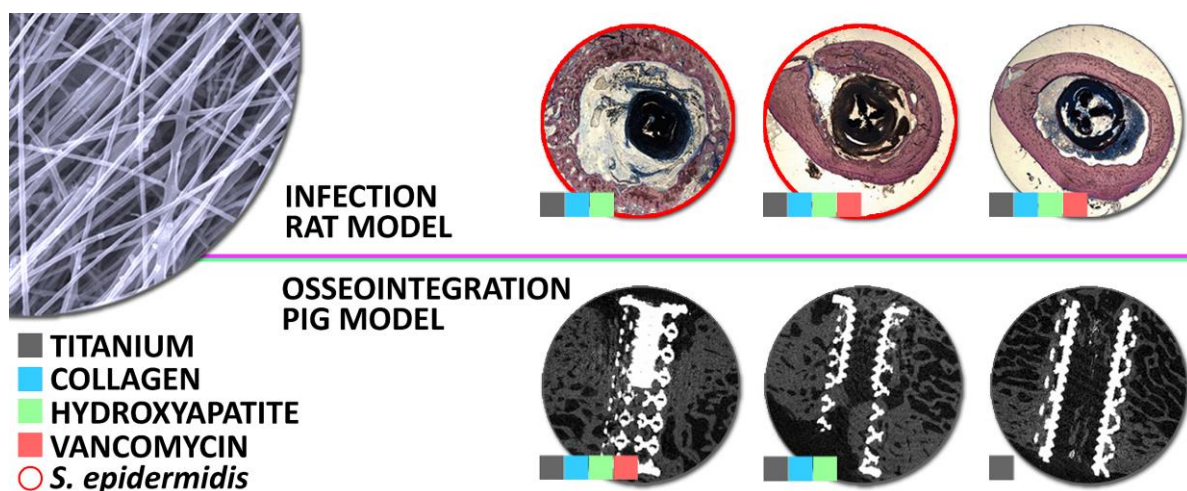 INFECTION
RAT MODEL
OSSEOINTEGRATION
PIG MODEL
TITANIUM
COLLAGEN
HYDROXYAPATITE
VANCOMYCIN
S. epidermidis